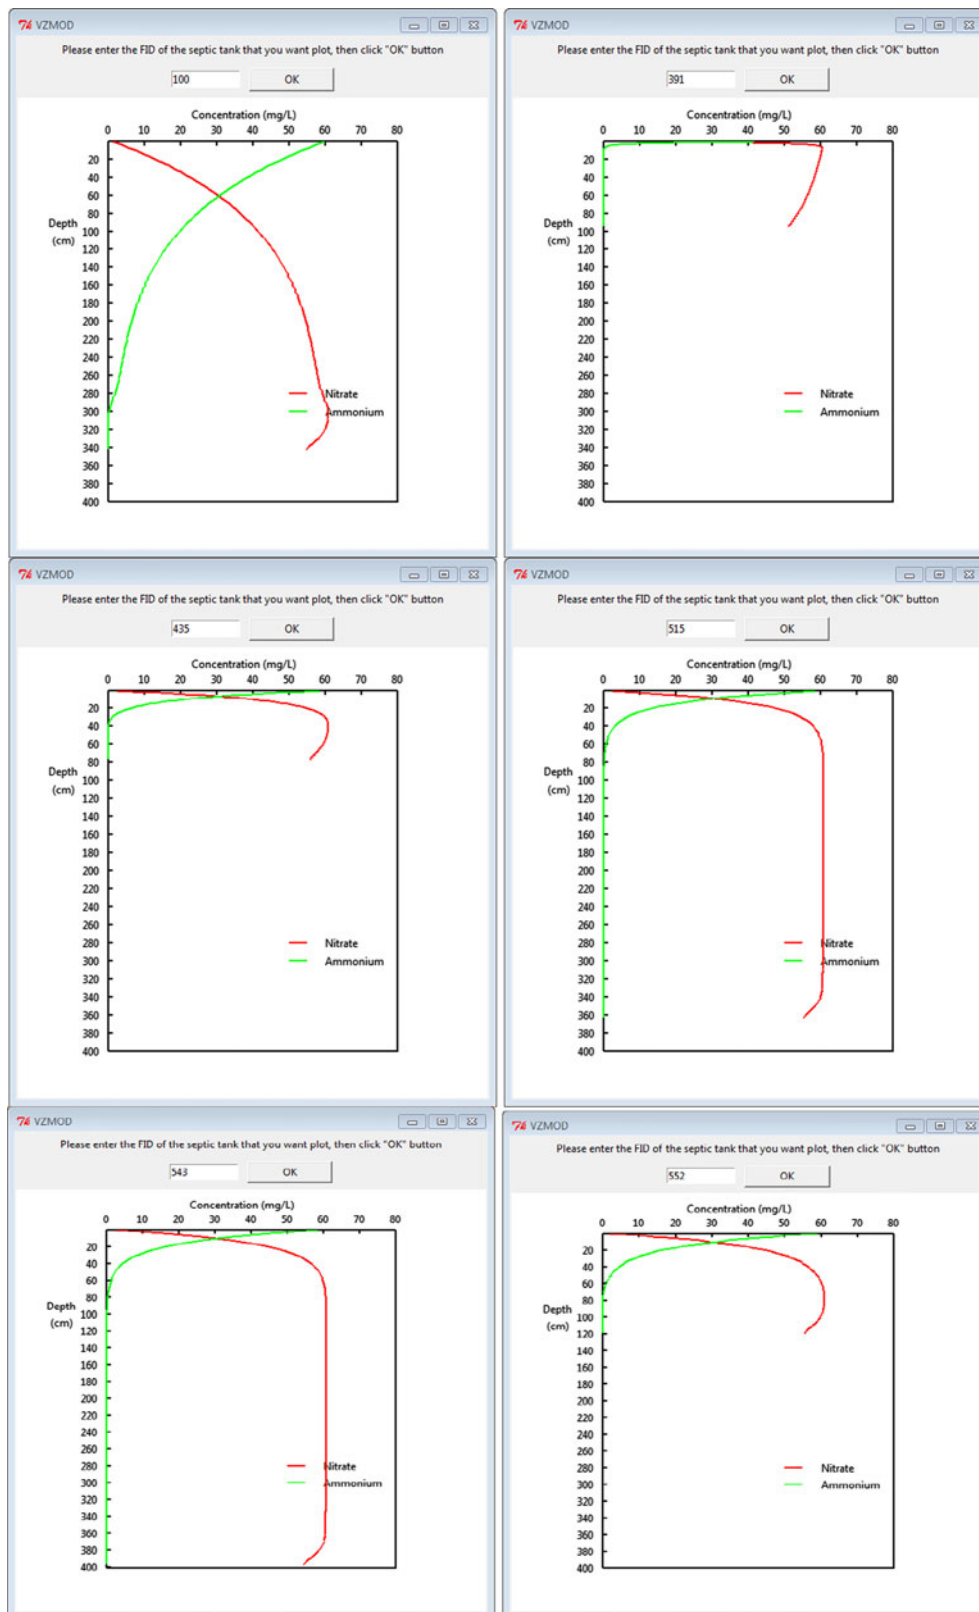 VZMOD
Please enter the FID of the septic tank that you want plot, then click "OK" button
100 OK
Concentration (mg/L)
0 10 20 30 40 50 60 70 80
20
40
60
80
Depth
100
(cm)
120
140
160
180
200
220
240
260
280
300
320
340
360
380
400
Nitrate
Ammonium
VZMOD
Please enter the FID of the septic tank that you want plot, then click "OK" button
391 OK
Concentration (mg/L)
0 10 20 30 40 50 60 70 80
20
40
60
80
Depth
100
(cm)
120
140
160
180
200
220
240
260
280
300
320
340
360
380
400
Nitrate
Ammonium
VZMOD
Please enter the FID of the septic tank that you want plot, then click "OK" button
435 OK
Concentration (mg/L)
0 10 20 30 40 50 60 70 80
20
40
60
80
Depth
100
(cm)
120
140
160
180
200
220
240
260
280
300
320
340
360
380
400
Nitrate
Ammonium
VZMOD
Please enter the FID of the septic tank that you want plot, then click "OK" button
515 OK
Concentration (mg/L)
0 10 20 30 40 50 60 70 80
20
40
60
80
Depth
100
(cm)
120
140
160
180
200
220
240
260
280
300
320
340
360
380
400
Nitrate
Ammonium
VZMOD
Please enter the FID of the septic tank that you want plot, then click "OK" button
543 OK
Concentration (mg/L)
0 10 20 30 40 50 60 70 80
20
40
60
80
Depth
100
(cm)
120
140
160
180
200
220
240
260
280
300
320
340
360
380
400
Nitrate
Ammonium
VZMOD
Please enter the FID of the septic tank that you want plot, then click "OK" button
552 OK
Concentration (mg/L)
0 10 20 30 40 50 60 70 80
20
40
60
80
Depth
100
(cm)
120
140
160
180
200
220
240
260
280
300
320
340
360
380
400
Nitrate
Ammonium